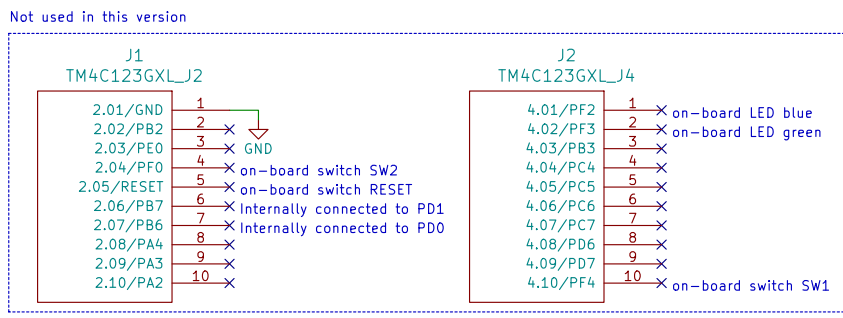 Not used in this version
J1
TM4C123GXL_J2
2.01/GND 1
2.02/PB2 2
2.03/PE0 3
GND
2.04/PF0 4 on-board switch SW2
2.05/RESET 5 on-board switch RESET
2.06/PB7 6 Internally connected to PD1
2.07/PB6 7 Internally connected to PD0
2.08/PA4 8
2.09/PA3 9
2.10/PA2 10
J2
TM4C123GXL_J4
4.01/PF2 1 on-board LED blue
4.02/PF3 2 on-board LED green
4.03/PB3 3
4.04/PC4 4
4.05/PC5 5
4.06/PC6 6
4.07/PC7 7
4.08/PD6 8
4.09/PD7 9
4.10/PF4 10 on-board switch SW1